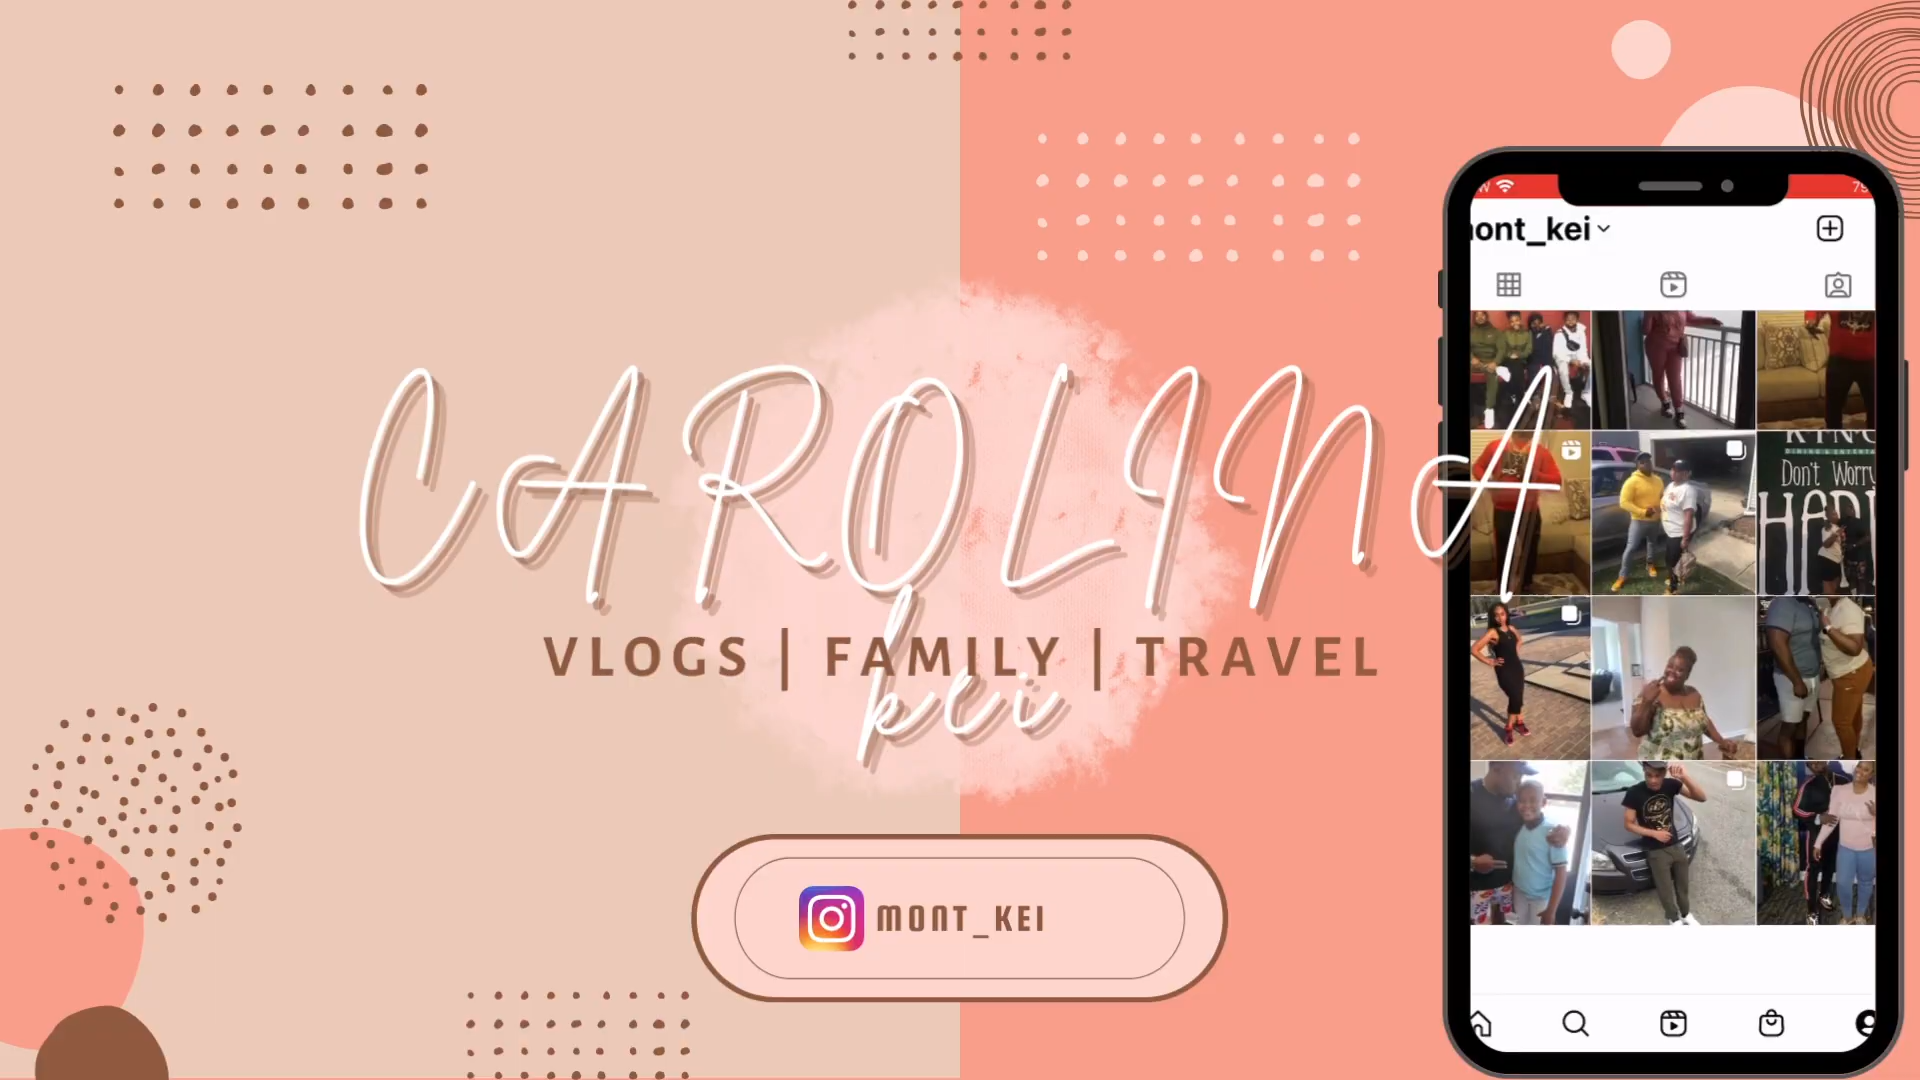 CAROLINA
kei
VLOGS | FAMILY | TRAVEL
MONT_KEI
ont_kei
Don't Worry